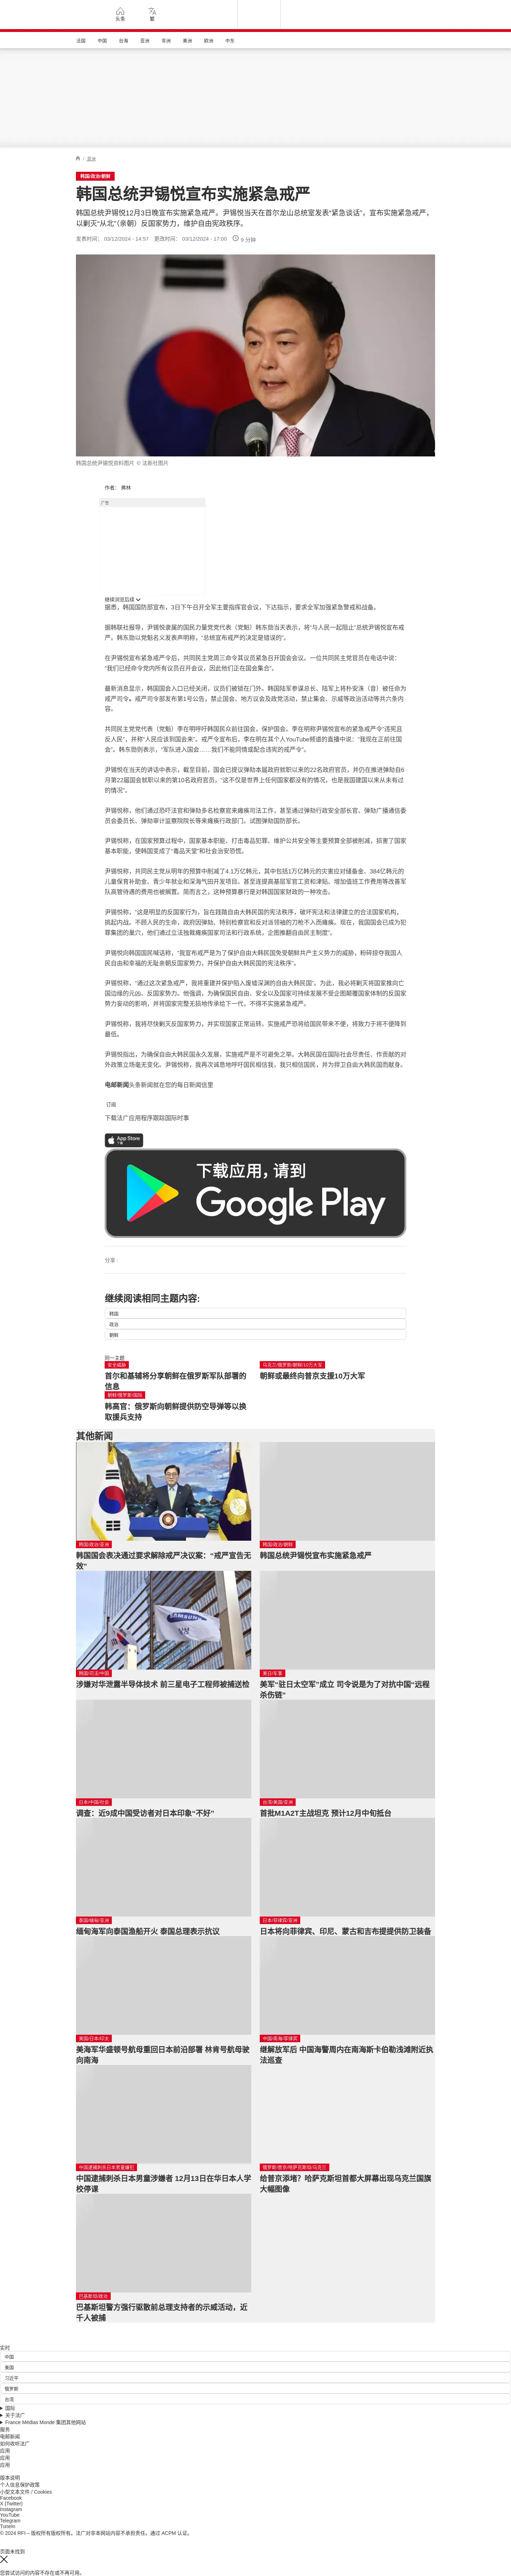 头条
繁
法国
中国
台海
亚洲
非洲
美洲
欧洲
中东
/ 亚洲
韩国/政治/朝鲜
韩国总统尹锡悦宣布实施紧急戒严
韩国总统尹锡悦12月3日晚宣布实施紧急戒严。尹锡悦当天在首尔龙山总统室发表“紧急谈话”，宣布实施紧急戒严，
以剿灭“从北”（亲朝）反国家势力，维护自由宪政秩序。
发表时间： 03/12/2024 - 14:57 更改时间： 03/12/2024 - 17:00 9 分钟
韩国总统尹锡悦资料图片 © 法新社图片
作者： 弗林
广告
继续浏览后续
据悉，韩国国防部宣布，3日下午召开全军主要指挥官会议，下达指示，要求全军加强紧急警戒和战备。
据韩联社报导，尹锡悦隶属的国民力量党党代表（党魁）韩东勋当天表示，将“与人民一起阻止”总统尹锡悦宣布戒
严。韩东勋以党魁名义发表声明称，“总统宣布戒严的决定是错误的”。
在尹锡悦宣布紧急戒严令后，共同民主党周三命令其议员紧急召开国会会议。一位共同民主党官员在电话中说：
“我们已经命令党内所有议员召开会议，因此他们正在国会集合”。
最新消息显示，韩国国会入口已经关闭，议员们被锁在门外。韩国陆军参谋总长、陆军上将朴安洙（音）被任命为
戒严司令。戒严司令部发布第1号公告，禁止国会、地方议会及政党活动，禁止集会、示威等政治活动等共六条内
容。
共同民主党党代表（党魁）李在明呼吁韩国民众前往国会，保护国会。李在明称尹锡悦宣布的紧急戒严令“违宪且
反人民”，并称“人民应该到国会来”。戒严令宣布后，李在明在其个人YouTube频道的直播中说：“我现在正前往国
会”。韩东勋则表示，“军队进入国会……我们不能同情或配合违宪的戒严令”。
尹锡悦在当天的讲话中表示，截至目前，国会已提议弹劾本届政府就职以来的22名政府官员，并仍在推进弹劾自6
月第22届国会就职以来的第10名政府官员，“这不仅是世界上任何国家都没有的情况，也是我国建国以来从未有过
的情况”。
尹锡悦称，他们通过恐吓法官和弹劾多名检察官来瘫痪司法工作，甚至通过弹劾行政安全部长官、弹劾广播通信委
员会委员长、弹劾审计监察院院长等来瘫痪行政部门。试图弹劾国防部长。
尹锡悦称，在国家预算过程中，国家基本职能、打击毒品犯罪、维护公共安全等主要预算全部被削减，损害了国家
基本职能，使韩国变成了“毒品天堂”和社会治安恐慌。
尹锡悦称，共同民主党从明年的预算中削减了4.1万亿韩元，其中包括1万亿韩元的灾害应对储备金、384亿韩元的
儿童保育补助金、青少年就业和深海气田开发项目。甚至连提高基层军官工资和津贴、增加值班工作费用等改善军
队高管待遇的费用也被搁置。简而言之，这种预算暴行是对韩国国家财政的一种攻击。
尹锡悦称，“这是明显的反国家行为，旨在践踏自由大韩民国的宪法秩序，破坏宪法和法律建立的合法国家机构，
挑起内乱。不顾人民的生命，政府因弹劾、特别检察官和反对派领袖的刀枪不入而瘫痪。现在，我国国会已成为犯
罪集团的巢穴，他们通过立法独裁瘫痪国家司法和行政系统，企图推翻自由民主制度”。
尹锡悦向韩国国民喊话称，“我宣布戒严是为了保护自由大韩民国免受朝鲜共产主义势力的威胁，粉碎掠夺我国人
民自由和幸福的无耻亲朝反国家势力，并保护自由大韩民国的宪法秩序”。
尹锡悦称，“通过这次紧急戒严，我将重建并保护陷入废墟深渊的自由大韩民国”。为此，我必将剿灭将国家推向亡
国边缘的元凶、反国家势力。他强调，为确保国民自由、安全以及国家可持续发展不受企图颠覆国家体制的反国家
势力妄动的影响，并将国家完整无损地传承给下一代，不得不实施紧急戒严。
尹锡悦称，我将尽快剿灭反国家势力，并实现国家正常运转。实施戒严恐将给国民带来不便，将致力于将不便降到
最低。
尹锡悦指出，为确保自由大韩民国永久发展，实施戒严是不可避免之举。大韩民国在国际社会尽责任、作贡献的对
外政策立场毫无变化。尹锡悦称，我再次诚恳地呼吁国民相信我，我只相信国民，并为捍卫自由大韩民国而献身。
电邮新闻头条新闻就在您的每日新闻信里
订阅
下载法广应用程序跟踪国际时事
App Store
下载
下载应用，请到
Google Play
分享 :
继续阅读相同主题内容:
韩国
政治
朝鲜
同一主题
安全威胁
首尔和基辅将分享朝鲜在俄罗斯军队部署的
信息
乌克兰/俄罗斯/朝鲜/10万大军
朝鲜或最终向普京支援10万大军
朝鲜/俄罗斯/国际
韩高官：俄罗斯向朝鲜提供防空导弹等以换
取援兵支持
其他新闻
韩国/政治/亚洲
韩国国会表决通过要求解除戒严决议案：“戒严宣告无
效”
韩国/政治/朝鲜
韩国总统尹锡悦宣布实施紧急戒严
SAMSUNG
韩国/司法/中国
涉嫌对华泄露半导体技术 前三星电子工程师被捕送检
美日/军事
美军“驻日太空军”成立 司令说是为了对抗中国“远程
杀伤链”
日本/中国/社会
调查：近9成中国受访者对日本印象“不好”
台湾/美国/亚洲
首批M1A2T主战坦克 预计12月中旬抵台
泰国/缅甸/亚洲
缅甸海军向泰国渔船开火 泰国总理表示抗议
日本/菲律宾/亚洲
日本将向菲律宾、印尼、蒙古和吉布提提供防卫装备
美国/日本/印太
美海军华盛顿号航母重回日本前沿部署 林肯号航母驶
向南海
中国/南海/菲律宾
继解放军后 中国海警周内在南海斯卡伯勒浅滩附近执
法巡查
中国逮捕刺杀日本男童嫌犯
中国逮捕刺杀日本男童涉嫌者 12月13日在华日本人学
校停课
俄罗斯/普京/哈萨克斯坦/乌克兰
给普京添堵？哈萨克斯坦首都大屏幕出现乌克兰国旗
大幅图像
巴基斯坦/政治
巴基斯坦警方强行驱散前总理支持者的示威活动，近
千人被捕
实时
中国
美国
习近平
俄罗斯
台湾
国际
关于法广
France Médias Monde 集团其他网站
服务
电邮新闻
如何收听法广
应用
应用
应用
版本说明
个人信息保护政策
小型文本文件 / Cookies
Facebook
X (Twitter)
Instagram
YouTube
Telegram
TuneIn
© 2024 RFI – 版权所有版权所有。法广对非本网站内容不承担责任。通过 ACPM 认证。
页面未找到
您尝试访问的内容不存在或不再可用。